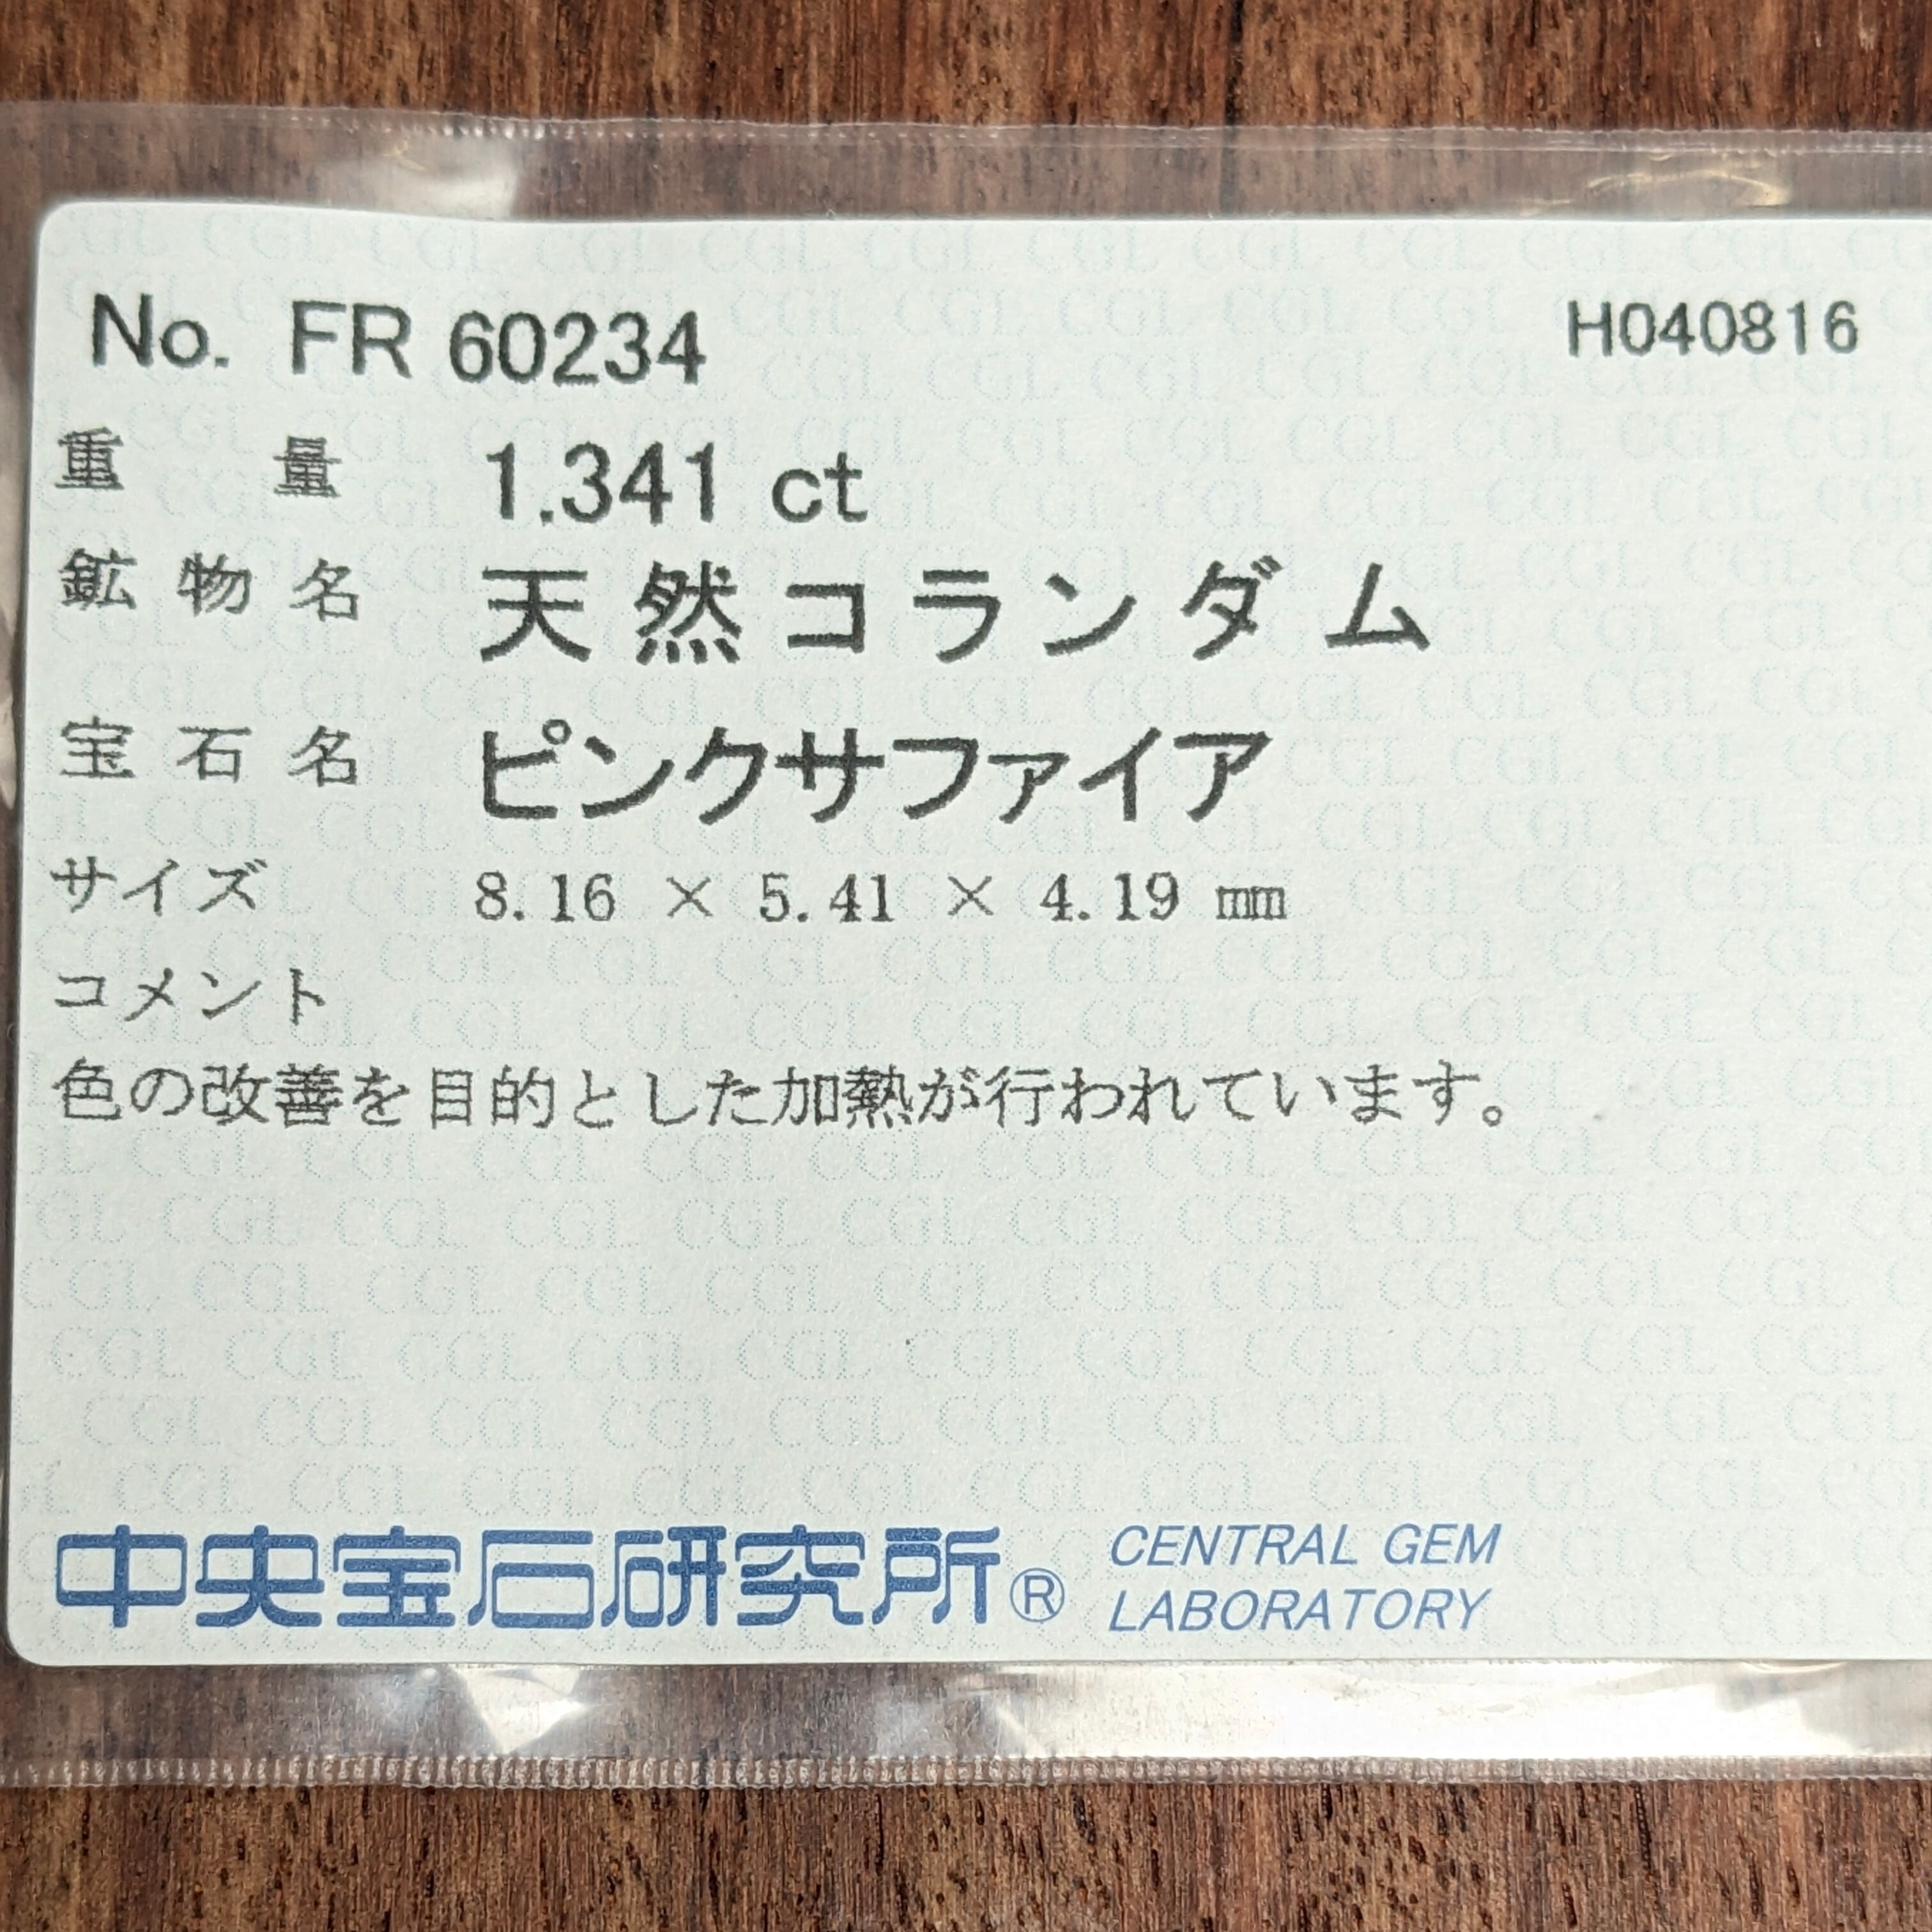 No. FR 60234 H040816
重量 1.341 ct
鉱物名 天然コランダム
宝石名 ピンクサファイア
サイズ 8.16 × 5.41 × 4.19 mm
コメント
色の改善を目的とした加熱が行われています。
中央宝石研究所® CENTRAL GEM
LABORATORY